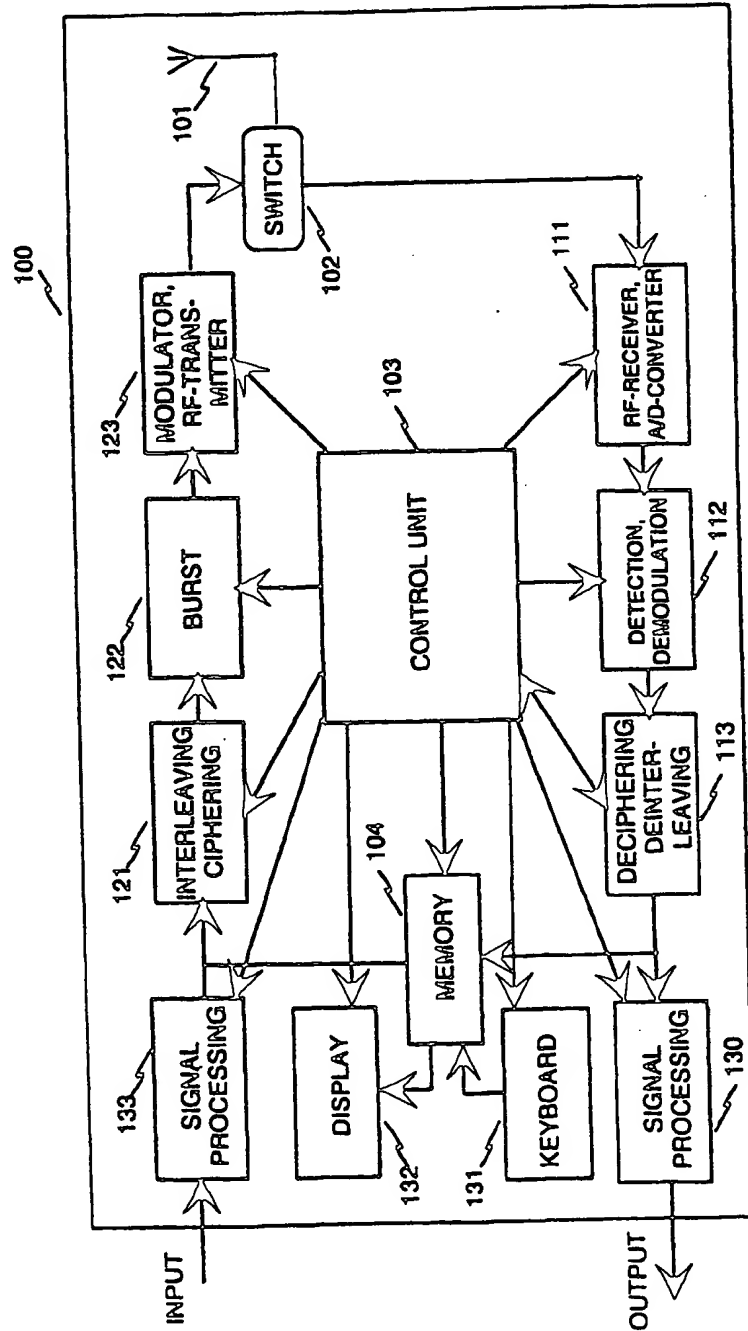 100
INPUT
133
SIGNAL
PROCESSING
121
INTERLEAVING
CIPHERING
122
BURST
123
MODULATOR,
RF-TRANS-
MITTER
101
SWITCH
102
132
DISPLAY
104
MEMORY
131
KEYBOARD
103
CONTROL UNIT
OUTPUT
SIGNAL
PROCESSING
130
DECIPHERING
DEINTER-
LEAVING
113
DETECTION,
DEMODULATION
112
RF-RECEIVER,
A/D-CONVERTER
111